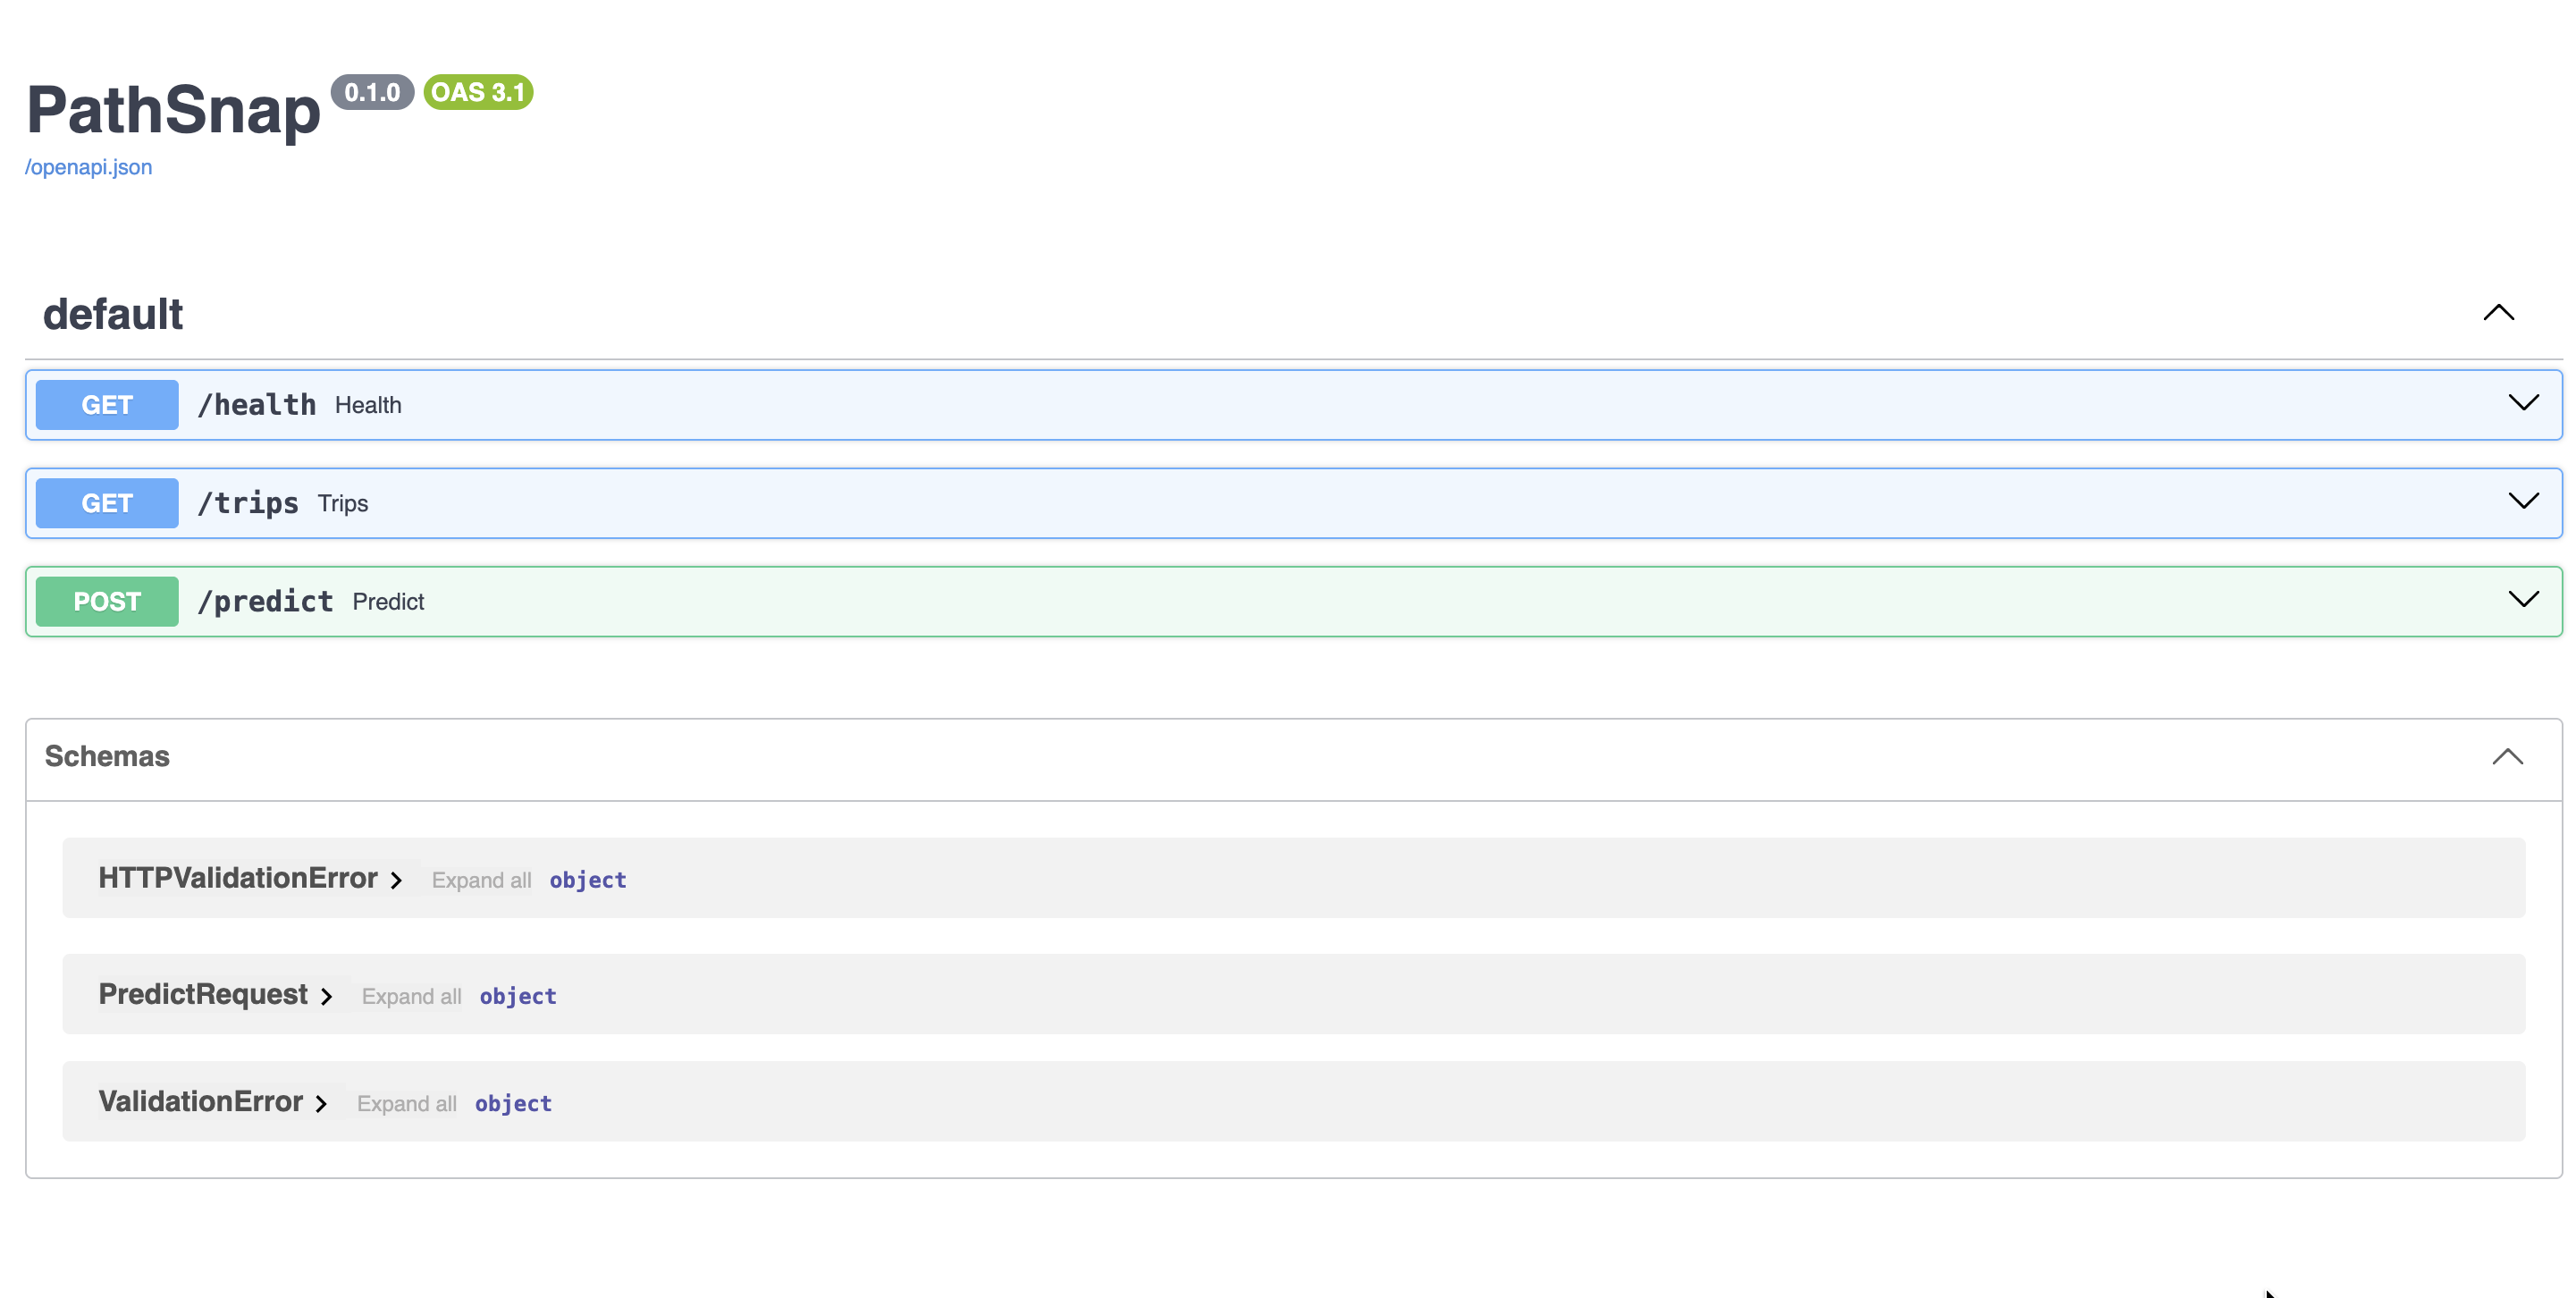 PathSnap 0.1.0 OAS 3.1
/openapi.json
default
GET /health Health
GET /trips Trips
POST /predict Predict
Schemas
HTTPValidationError Expand all object
PredictRequest Expand all object
ValidationError Expand all object